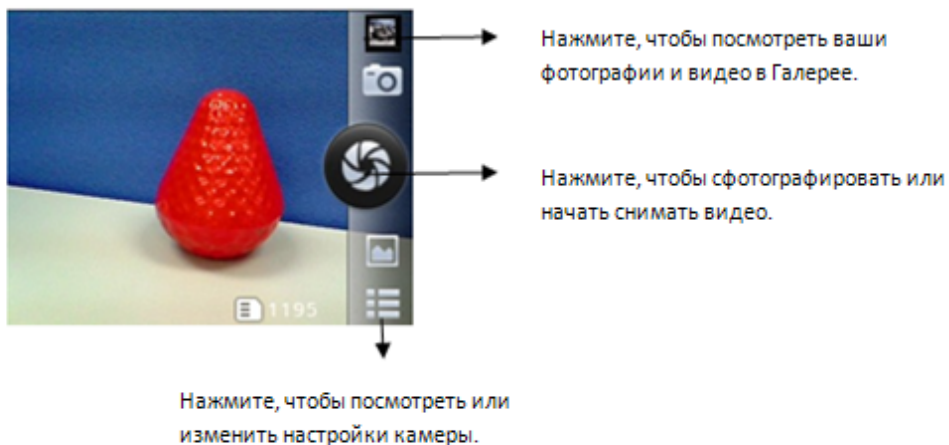 Нажмите, чтобы посмотреть ваши
фотографии и видео в Галерее.
Нажмите, чтобы сфотографировать или
начать снимать видео.
1195
Нажмите, чтобы посмотреть или
изменить настройки камеры.